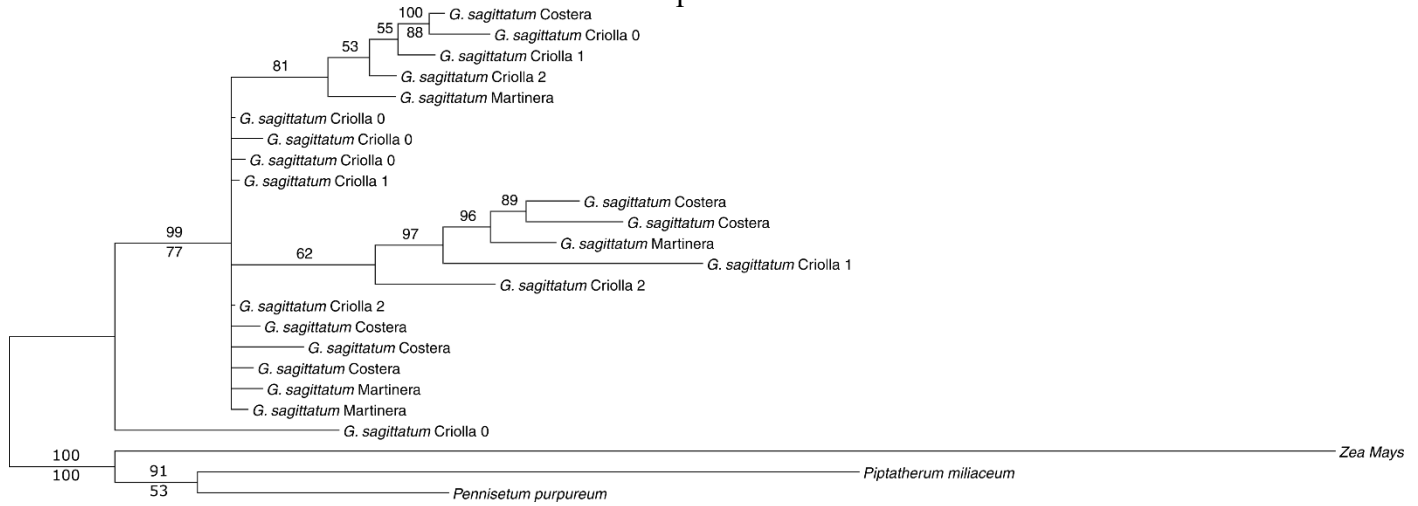 100
G. sagittatum Costera
55
88
G. sagittatum Criolla 0
53
G. sagittatum Criolla 1
81
G. sagittatum Criolla 2
G. sagittatum Martinera
G. sagittatum Criolla 0
G. sagittatum Criolla 0
G. sagittatum Criolla 0
G. sagittatum Criolla 1
89
G. sagittatum Costera
96
G. sagittatum Costera
99
97
G. sagittatum Martinera
77
62
G. sagittatum Criolla 1
G. sagittatum Criolla 2
G. sagittatum Criolla 2
G. sagittatum Costera
G. sagittatum Costera
G. sagittatum Costera
G. sagittatum Martinera
G. sagittatum Martinera
G. sagittatum Criolla 0
100
Zea Mays
100
91
Piptatherum miliaceum
53
Pennisetum purpureum